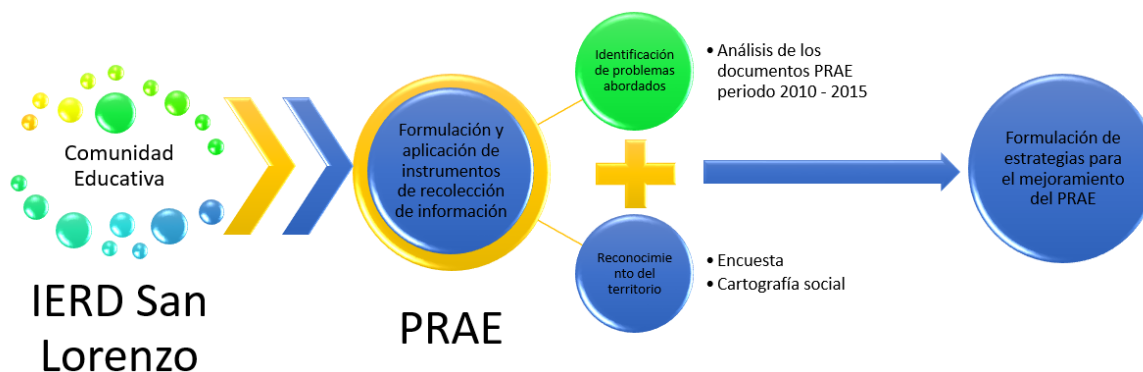 Comunidad
Educativa
IERD San
Lorenzo
Formulación y
aplicación de
instrumentos
de recolección
de información
PRAE
Identificación
de problemas
abordados
• Análisis de los
documentos PRAE
periodo 2010 - 2015
Reconocimie
nto del
territorio
• Encuesta
• Cartografía social
Formulación de
estrategias para
el mejoramiento
del PRAE